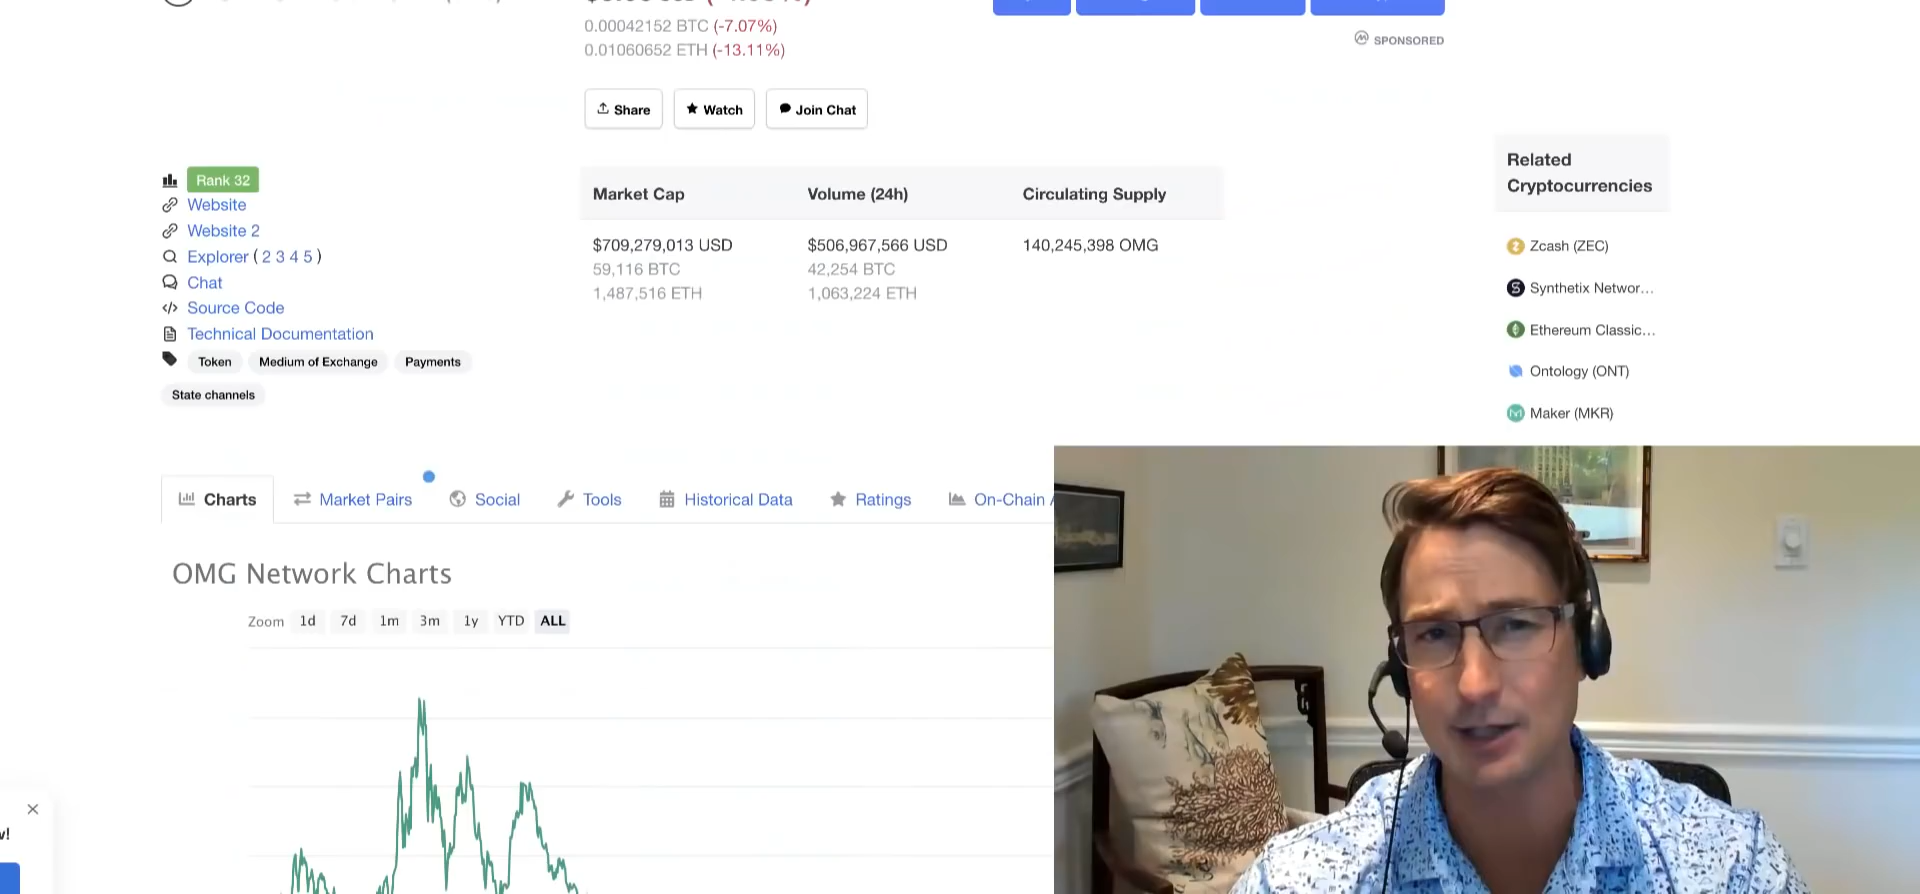 0.00042152 BTC (-7.07%)
0.01060652 ETH (-13.11%)
SPONSORED
Share
Watch
Join Chat
Rank 32
Website
Website 2
Explorer ( 2 3 4 5 )
Chat
Source Code
Technical Documentation
Token Medium of Exchange Payments
State channels
Market Cap Volume (24h) Circulating Supply
$709,279,013 USD $506,967,566 USD 140,245,398 OMG
59,116 BTC 42,254 BTC
1,487,516 ETH 1,063,224 ETH
Related
Cryptocurrencies
Zcash (ZEC)
Synthetix Networ...
Ethereum Classic...
Ontology (ONT)
Maker (MKR)
Charts Market Pairs Social Tools Historical Data Ratings On-Chain
OMG Network Charts
Zoom 1d 7d 1m 3m 1y YTD ALL